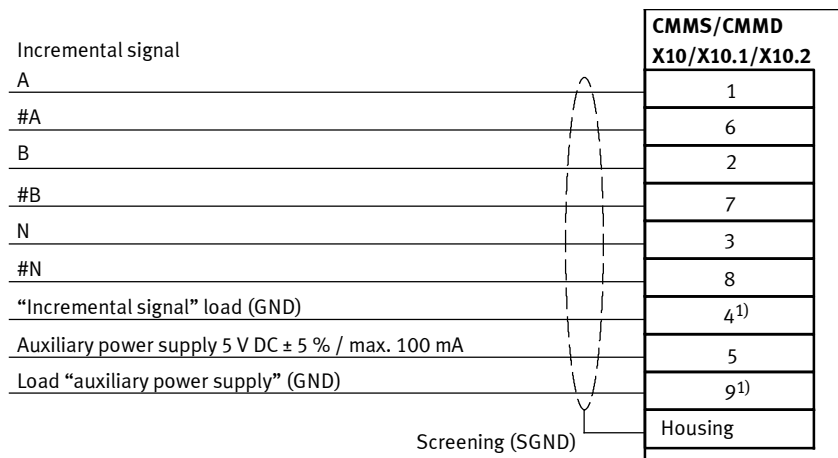 CMMS/CMMD
X10/X10.1/X10.2
Incremental signal
A
1
#A
6
B
2
#B
7
N
3
#N
8
“Incremental signal” load (GND)
4¹⁾
Auxiliary power supply 5 V DC ± 5 % / max. 100 mA
5
Load “auxiliary power supply” (GND)
9¹⁾
Screening (SGND)
Housing